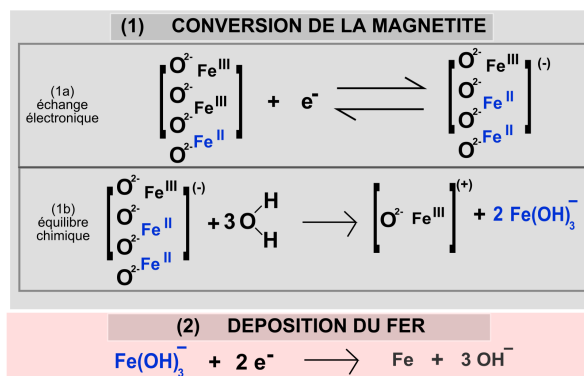 (1) CONVERSION DE LA MAGNETITE
(1a)
échange
électronique
O²⁻ Feᴵᴵᴵ
O²⁻ Feᴵᴵᴵ
O²⁻ Feᴵᴵ
O²⁻
+ e⁻
O²⁻ Feᴵᴵᴵ (-)
O²⁻ Feᴵᴵ
O²⁻ Feᴵᴵ
O²⁻
(1b)
équilibre
chimique
O²⁻ Feᴵᴵᴵ (-)
O²⁻ Feᴵᴵ
O²⁻ Feᴵᴵ
O²⁻
+ 3 O H H
→
O²⁻ Feᴵᴵᴵ (+)
+ 2 Fe(OH)₃⁻
(2) DEPOSITION DU FER
Fe(OH)₃⁻ + 2 e⁻ → Fe + 3 OH⁻